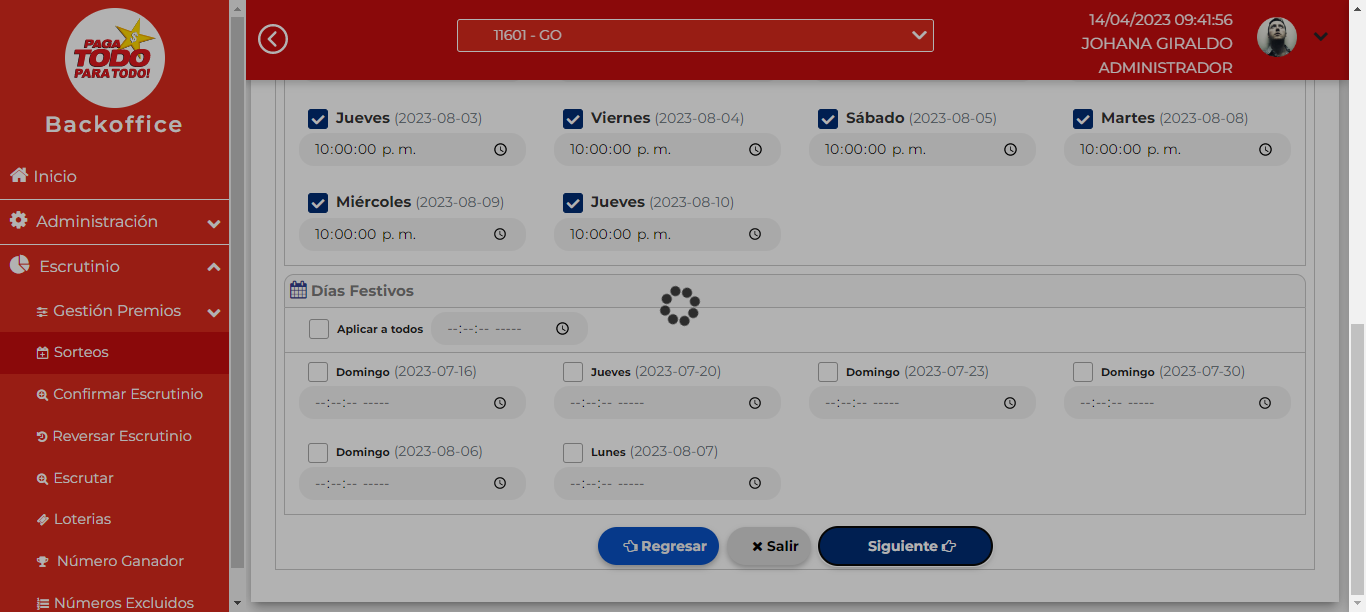 PAGA
TODO
PARA TODO!
Backoffice
Inicio
Administración
Escrutinio
Gestión Premios
Sorteos
Confirmar Escrutinio
Reversar Escrutinio
Escrutar
Loterias
Número Ganador
Números Excluidos
11601 - GO
14/04/2023 09:41:56
JOHANA GIRALDO
ADMINISTRADOR
Jueves (2023-08-03) Viernes (2023-08-04) Sábado (2023-08-05) Martes (2023-08-08)
10:00:00 p. m. 10:00:00 p. m. 10:00:00 p. m. 10:00:00 p. m.
Miércoles (2023-08-09) Jueves (2023-08-10)
10:00:00 p. m. 10:00:00 p. m.
Días Festivos
Aplicar a todos --:--:-- -----
Domingo (2023-07-16) Jueves (2023-07-20) Domingo (2023-07-23) Domingo (2023-07-30)
--:--:-- ----- --:--:-- ----- --:--:-- ----- --:--:-- -----
Domingo (2023-08-06) Lunes (2023-08-07)
--:--:-- ----- --:--:-- -----
Regresar Salir Siguiente